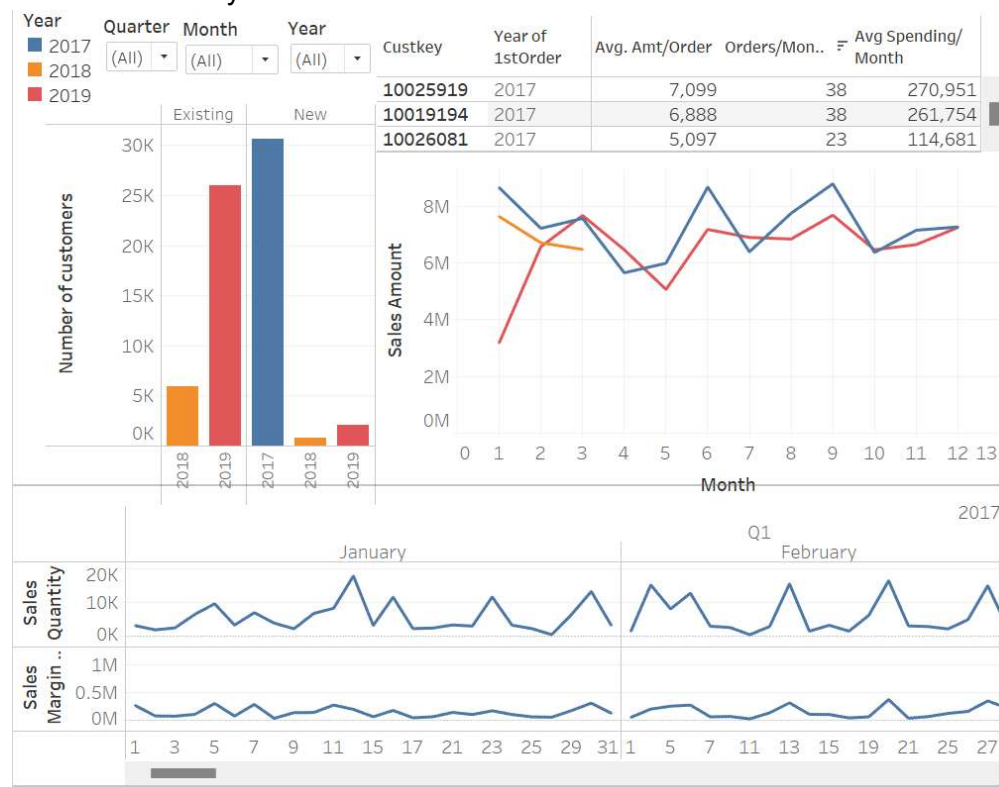 Year
2017
2018
2019
Quarter
(All)
Month
(All)
Year
(All)
Custkey Year of 1stOrder Avg. Amt/Order Orders/Mon.. Avg Spending/ Month
10025919 2017 7,099 38 270,951
10019194 2017 6,888 38 261,754
10026081 2017 5,097 23 114,681
Existing New
Number of customers
30K
25K
20K
15K
10K
5K
0K
2018 2019 2017 2018 2019
Sales Amount
8M
6M
4M
2M
0M
0 1 2 3 4 5 6 7 8 9 10 11 12 13
Month
2017
Q1
January February
Sales Quantity
20K
10K
0K
Sales Margin ..
1M
0.5M
0M
1 3 5 7 9 11 13 15 17 21 23 25 29 31 1 5 7 11 13 15 19 21 25 27